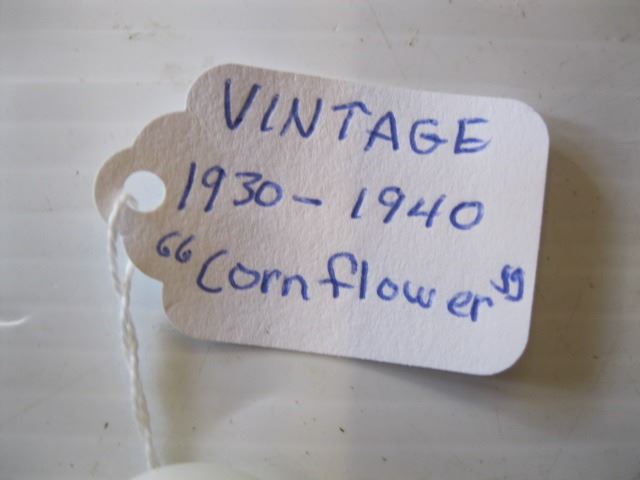 VINTAGE
1930 - 1940
"Cornflower"